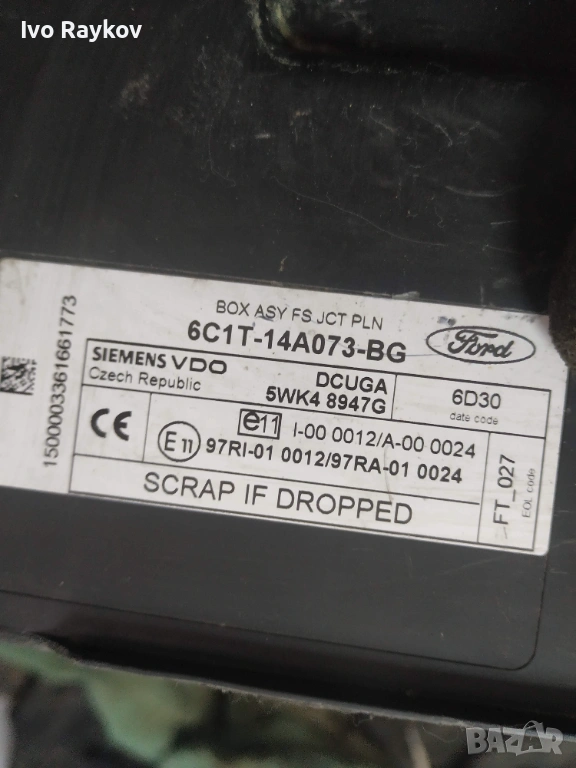 Ivo Raykov
BOX ASY FS JCT PLN
6C1T-14A073-BG
Ford
SIEMENS VDO
Czech Republic
DCUGA
5WK4 8947G
6D30
date code
CE
e11 I-00 0012/A-00 0024
E11 97RI-01 0012/97RA-01 0024
SCRAP IF DROPPED
FT_027
EOL code
15000003361661773
BAZAR